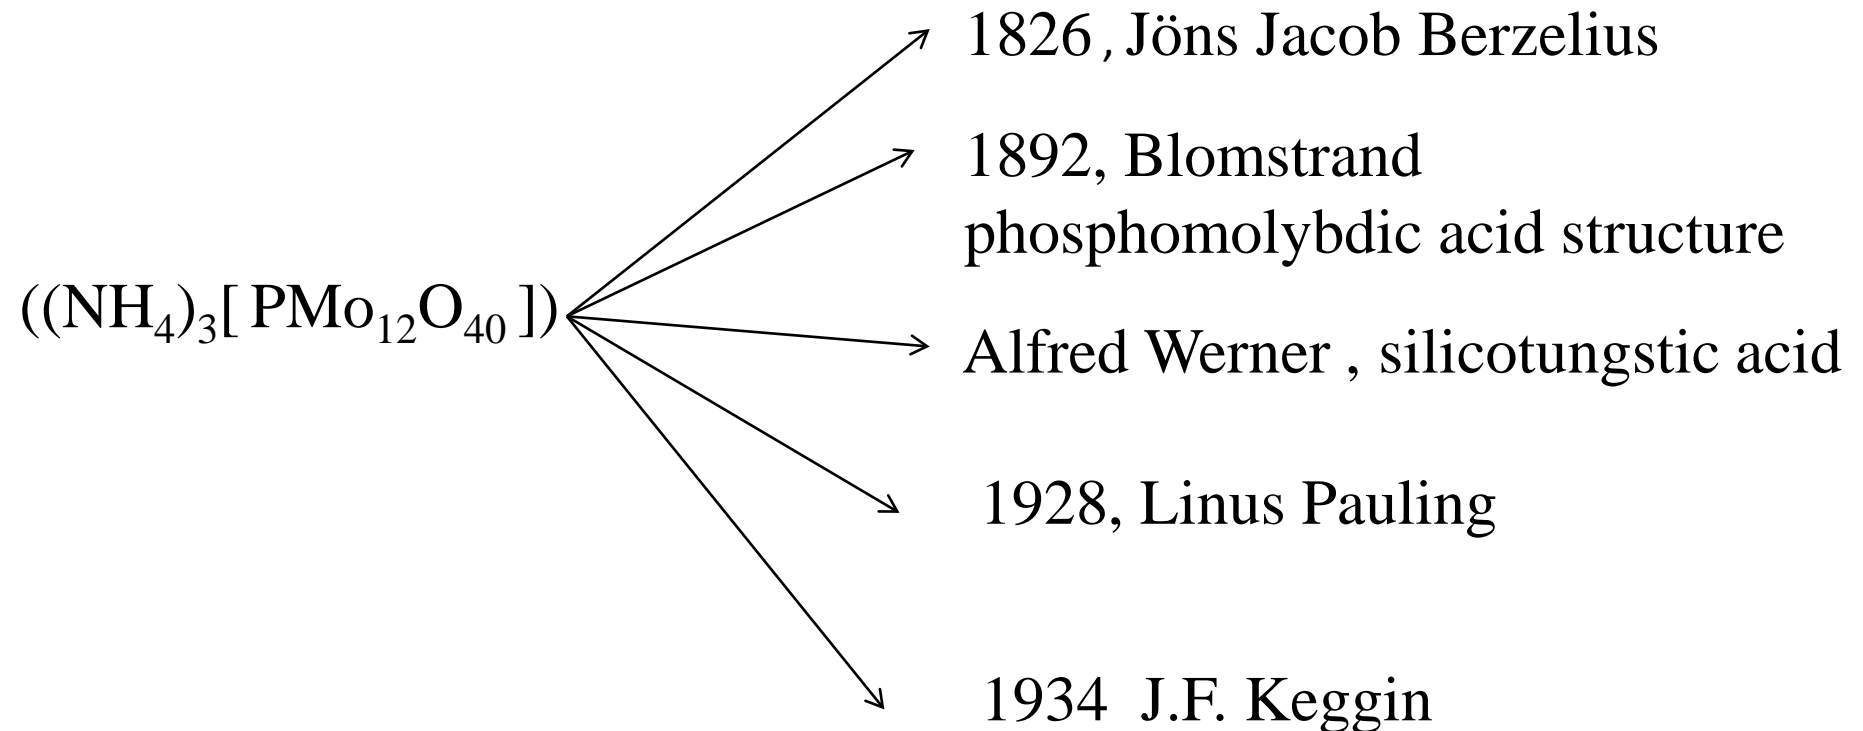 1826, Jöns Jacob Berzelius
1892, Blomstrand
phosphomolybdic acid structure
((NH₄)₃[ PMo₁₂O₄₀ ])
Alfred Werner , silicotungstic acid
1928, Linus Pauling
1934 J.F. Keggin